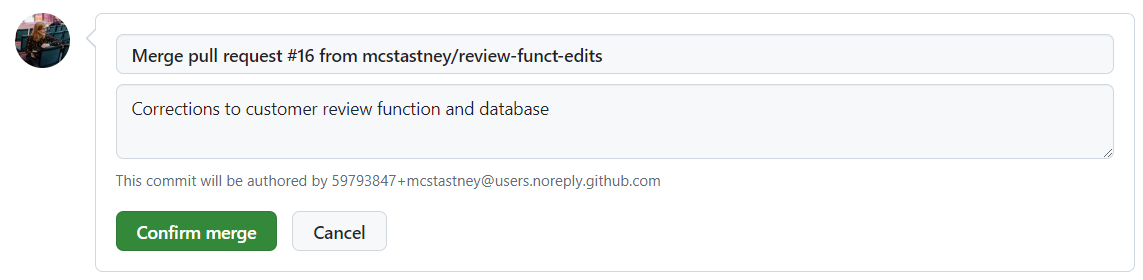 Merge pull request #16 from mcstastney/review-funct-edits
Corrections to customer review function and database
This commit will be authored by 59793847+mcstastney@users.noreply.github.com
Confirm merge
Cancel